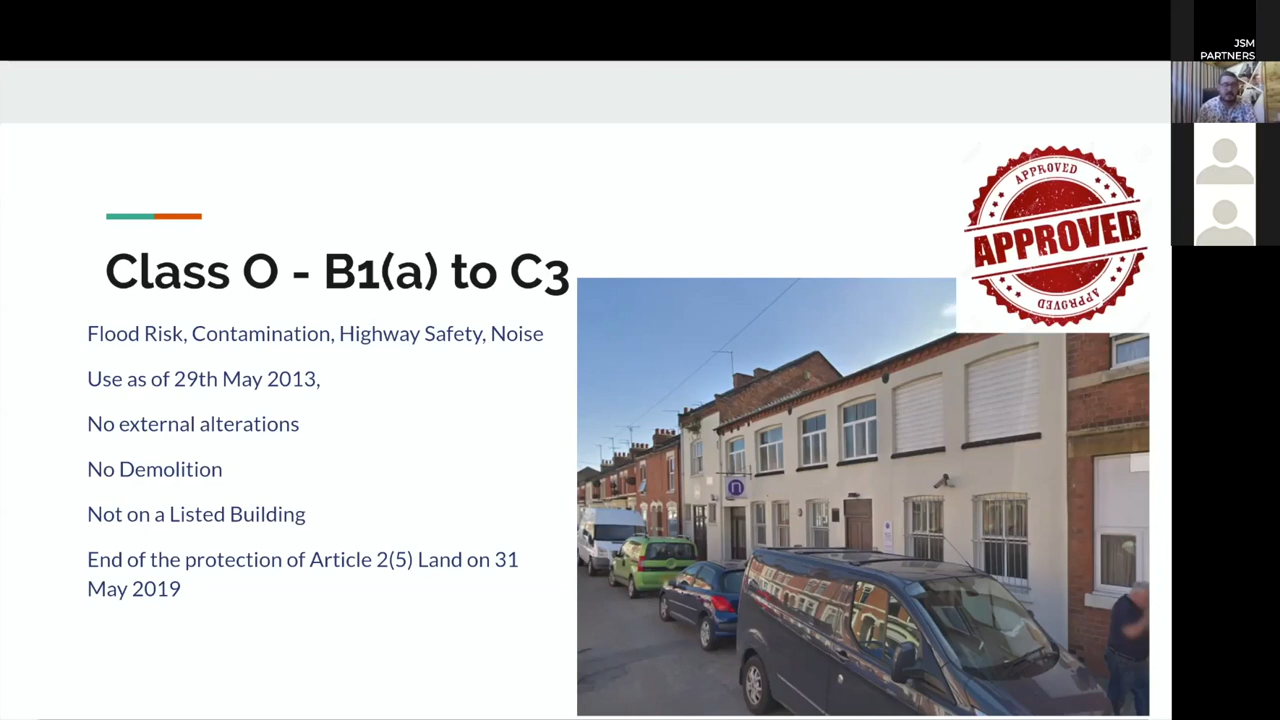 JSM
PARTNERS
APPROVED
APPROVED
APPROVED
Class O - B1(a) to C3
Flood Risk, Contamination, Highway Safety, Noise
Use as of 29th May 2013,
No external alterations
No Demolition
Not on a Listed Building
End of the protection of Article 2(5) Land on 31
May 2019
n